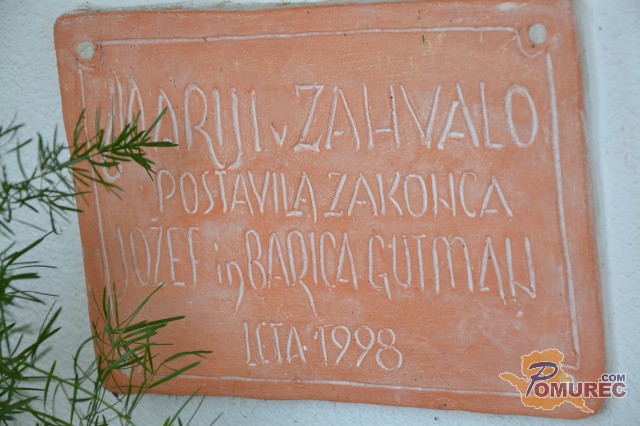 MARIJI v ZAHVALO
POSTAVILA ZAKONCA
JOŽEF in BARICA GUTMAN
LETA 1998
POMUREC.COM